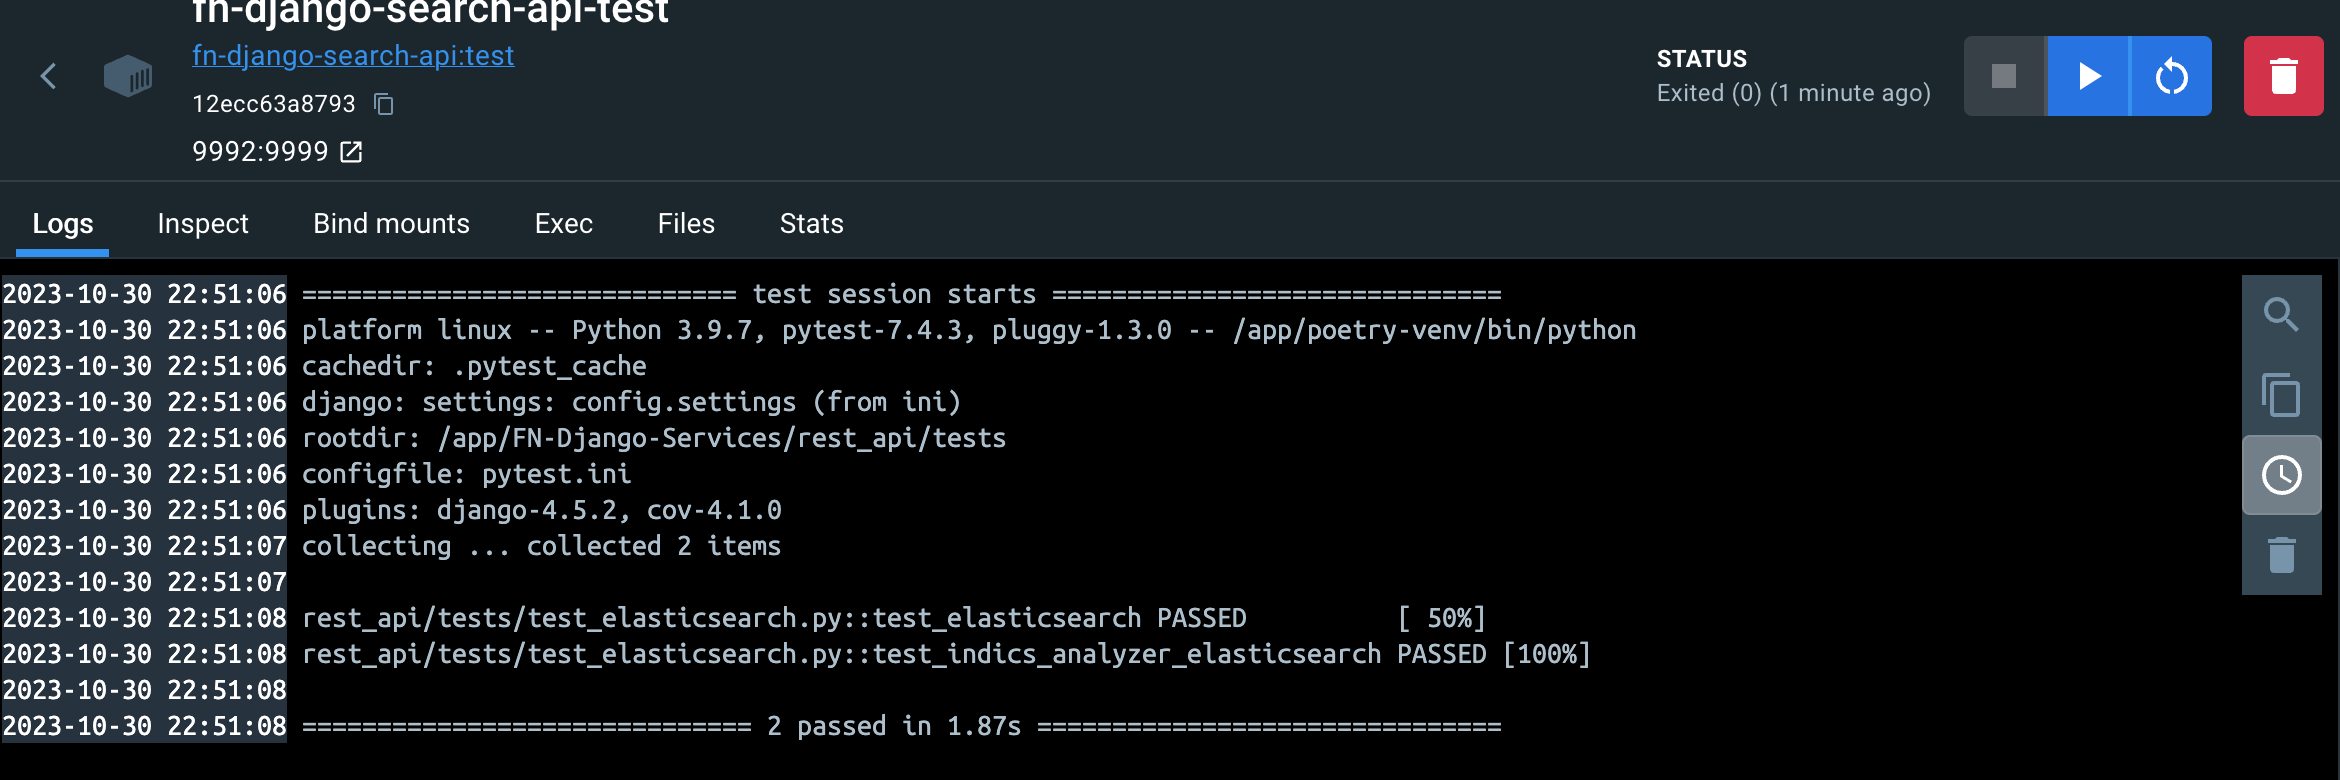 fn-django-search-api-test
fn-django-search-api:test
12ecc63a8793
9992:9999
STATUS
Exited (0) (1 minute ago)
Logs Inspect Bind mounts Exec Files Stats
2023-10-30 22:51:06 ============================= test session starts ==============================
2023-10-30 22:51:06 platform linux -- Python 3.9.7, pytest-7.4.3, pluggy-1.3.0 -- /app/poetry-venv/bin/python
2023-10-30 22:51:06 cachedir: .pytest_cache
2023-10-30 22:51:06 django: settings: config.settings (from ini)
2023-10-30 22:51:06 rootdir: /app/FN-Django-Services/rest_api/tests
2023-10-30 22:51:06 configfile: pytest.ini
2023-10-30 22:51:06 plugins: django-4.5.2, cov-4.1.0
2023-10-30 22:51:07 collecting ... collected 2 items
2023-10-30 22:51:07
2023-10-30 22:51:08 rest_api/tests/test_elasticsearch.py::test_elasticsearch PASSED          [ 50%]
2023-10-30 22:51:08 rest_api/tests/test_elasticsearch.py::test_indics_analyzer_elasticsearch PASSED [100%]
2023-10-30 22:51:08
2023-10-30 22:51:08 ============================== 2 passed in 1.87s ===============================